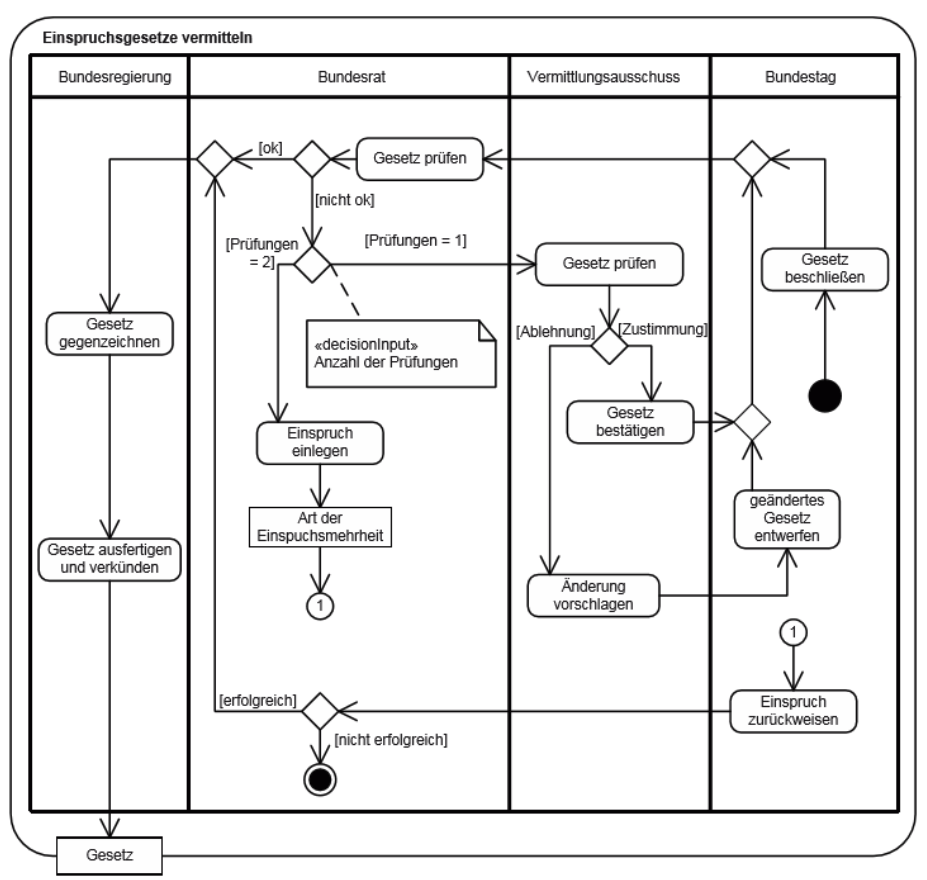 Einspruchsgesetze vermitteln
Bundesregierung
Bundesrat
Vermittlungsausschuss
Bundestag
[ok]
Gesetz prüfen
[nicht ok]
[Prüfungen
= 2]
[Prüfungen = 1]
Gesetz prüfen
Gesetz
beschließen
Gesetz
gegenzeichnen
«decisionInput»
Anzahl der Prüfungen
[Ablehnung]
[Zustimmung]
Gesetz
bestätigen
Einspruch
einlegen
geändertes
Gesetz
entwerfen
Art der
Einspuchsmehrheit
Gesetz ausfertigen
und verkünden
Änderung
vorschlagen
1
1
[erfolgreich]
Einspruch
zurückweisen
[nicht erfolgreich]
Gesetz